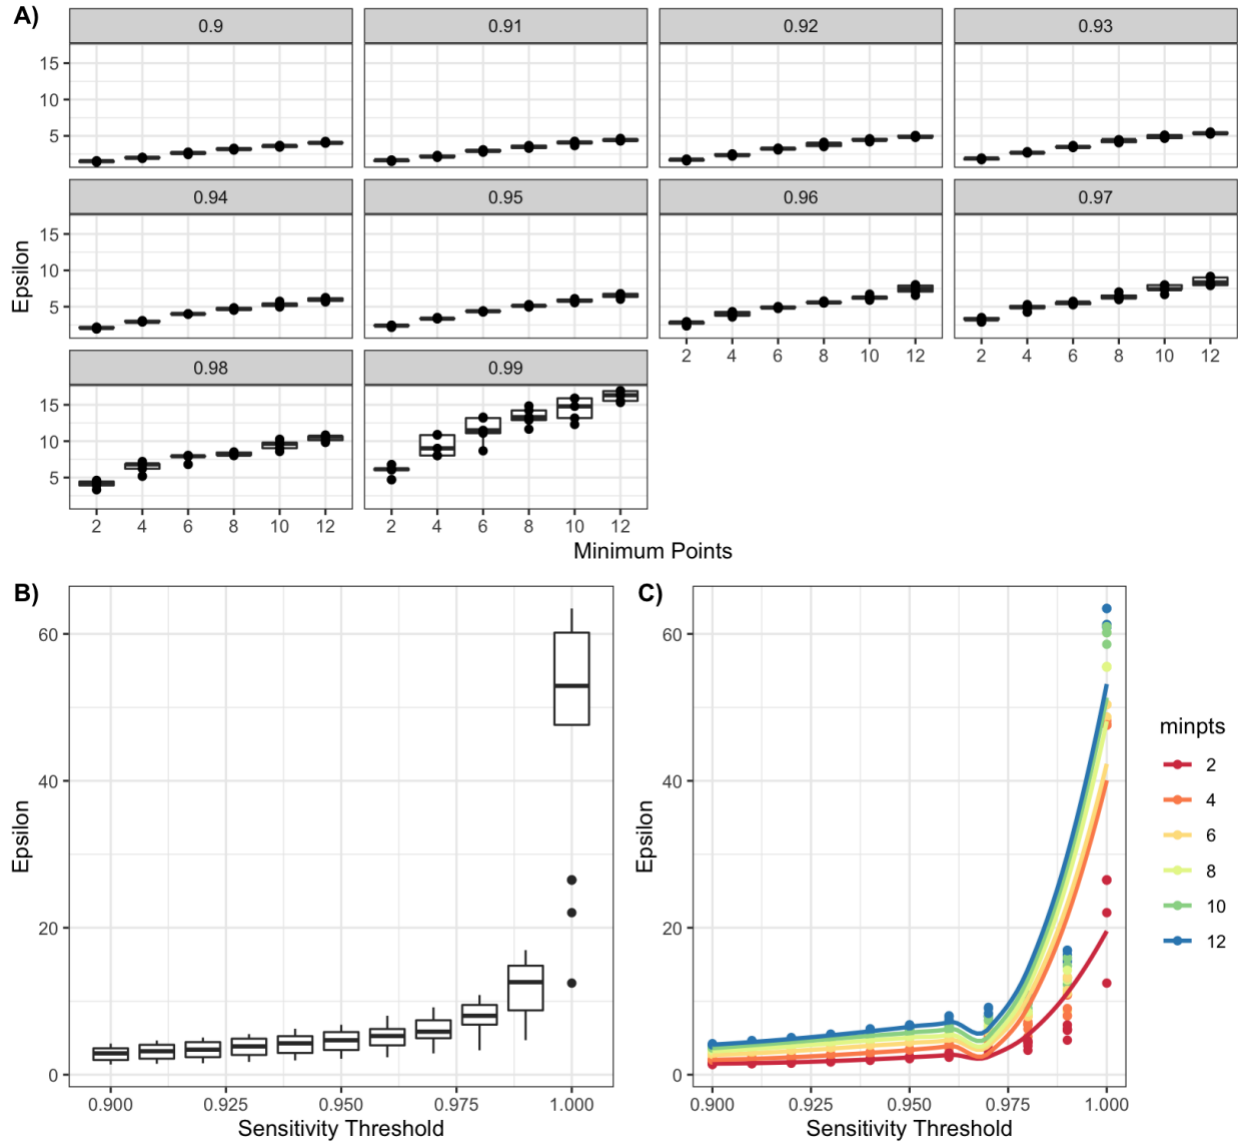 A)
0.9 0.91 0.92 0.93
15
10
5
0.94 0.95 0.96 0.97
15
10
5
2 4 6 8 10 12 2 4 6 8 10 12
0.98 0.99
15
10
5
2 4 6 8 10 12 2 4 6 8 10 12
Epsilon
Minimum Points
B)
60
40
20
0
Epsilon
0.900 0.925 0.950 0.975 1.000
Sensitivity Threshold
C)
60
40
20
0
Epsilon
0.900 0.925 0.950 0.975 1.000
Sensitivity Threshold
minpts
2
4
6
8
10
12